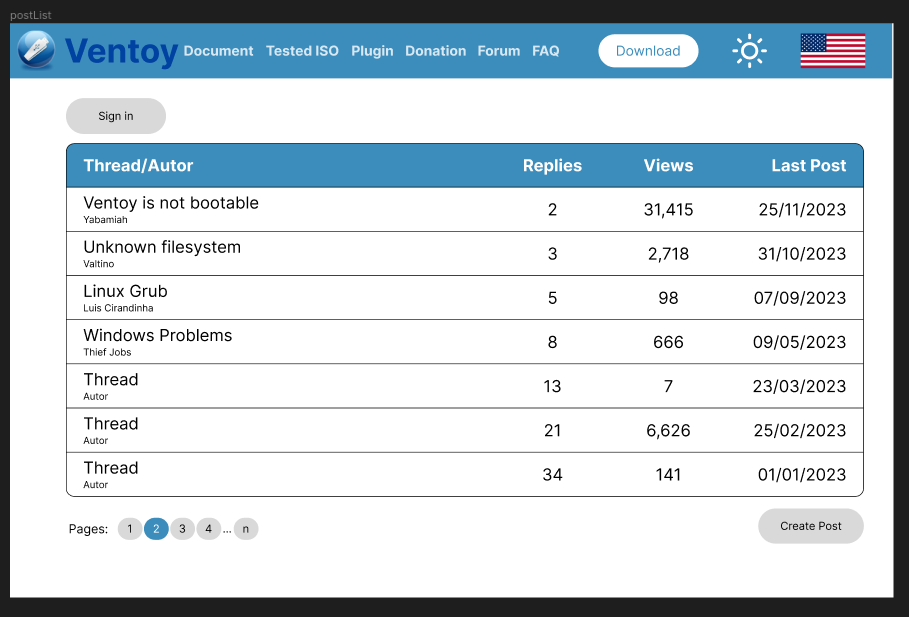 postList
Ventoy Document Tested ISO Plugin Donation Forum FAQ Download
Sign in
Thread/Autor Replies Views Last Post
Ventoy is not bootable 2 31,415 25/11/2023
Yabamiah
Unknown filesystem 3 2,718 31/10/2023
Valtino
Linux Grub 5 98 07/09/2023
Luis Cirandinha
Windows Problems 8 666 09/05/2023
Thief Jobs
Thread 13 7 23/03/2023
Autor
Thread 21 6,626 25/02/2023
Autor
Thread 34 141 01/01/2023
Autor
Pages: 1 2 3 4 ... n Create Post